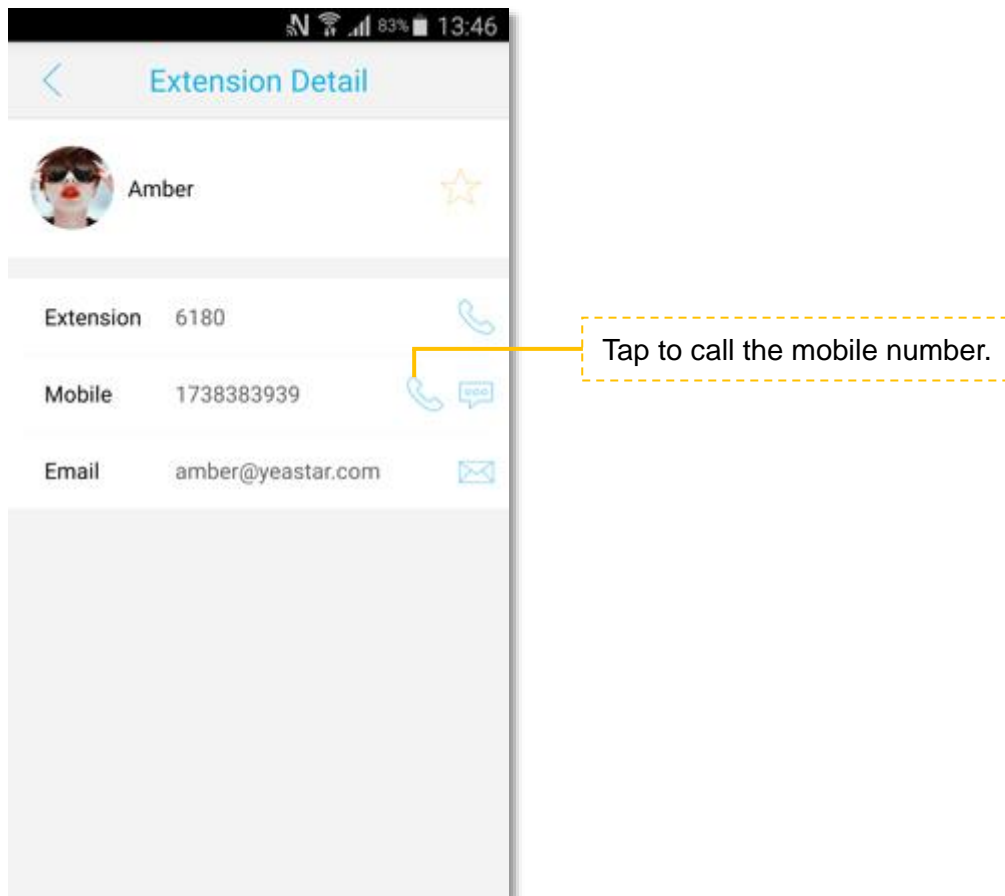 83% 13:46
Extension Detail
Amber
Extension 6180
Tap to call the mobile number.
Mobile 1738383939
Email amber@yeastar.com